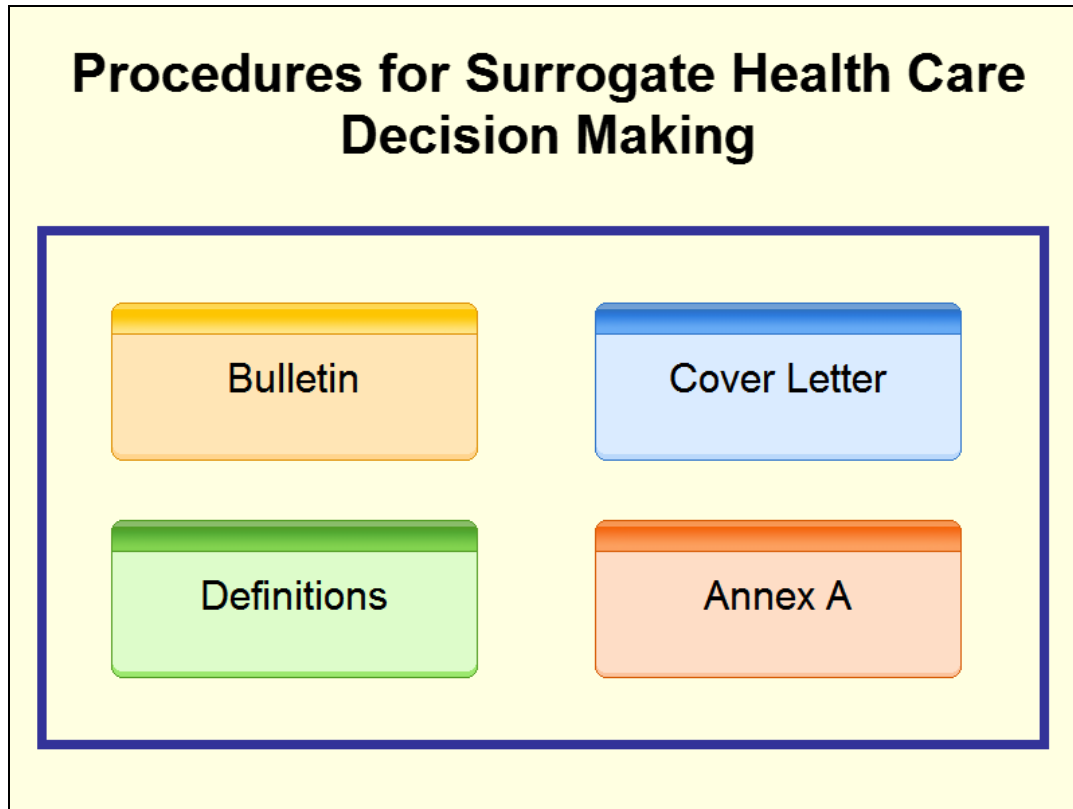 Procedures for Surrogate Health Care
Decision Making
Bulletin
Cover Letter
Definitions
Annex A